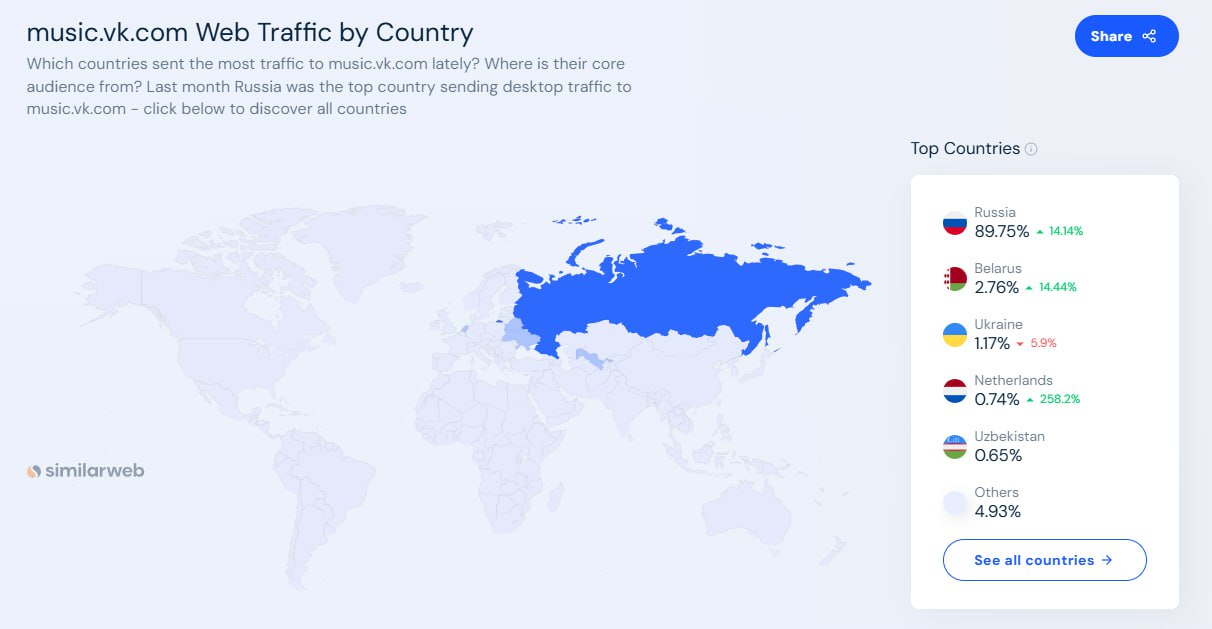 music.vk.com Web Traffic by Country
Share
Which countries sent the most traffic to music.vk.com lately? Where is their core
audience from? Last month Russia was the top country sending desktop traffic to
music.vk.com - click below to discover all countries
Top Countries
Russia
89.75% 14.14%
Belarus
2.76% 14.44%
Ukraine
1.17% 5.9%
Netherlands
0.74% 258.2%
Uzbekistan
0.65%
Others
4.93%
See all countries →
similarweb